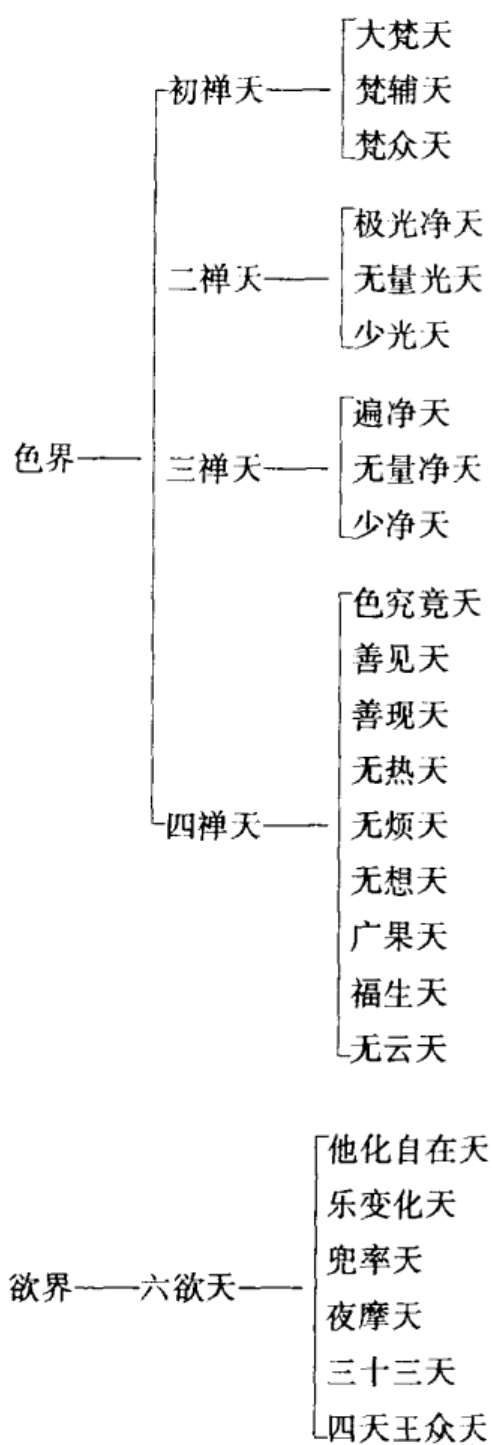 色界
初禅天
大梵天
梵辅天
梵众天
二禅天
极光净天
无量光天
少光天
三禅天
遍净天
无量净天
少净天
四禅天
色究竟天
善见天
善现天
无热天
无烦天
无想天
广果天
福生天
无云天
欲界
六欲天
他化自在天
乐变化天
兜率天
夜摩天
三十三天
四天王众天